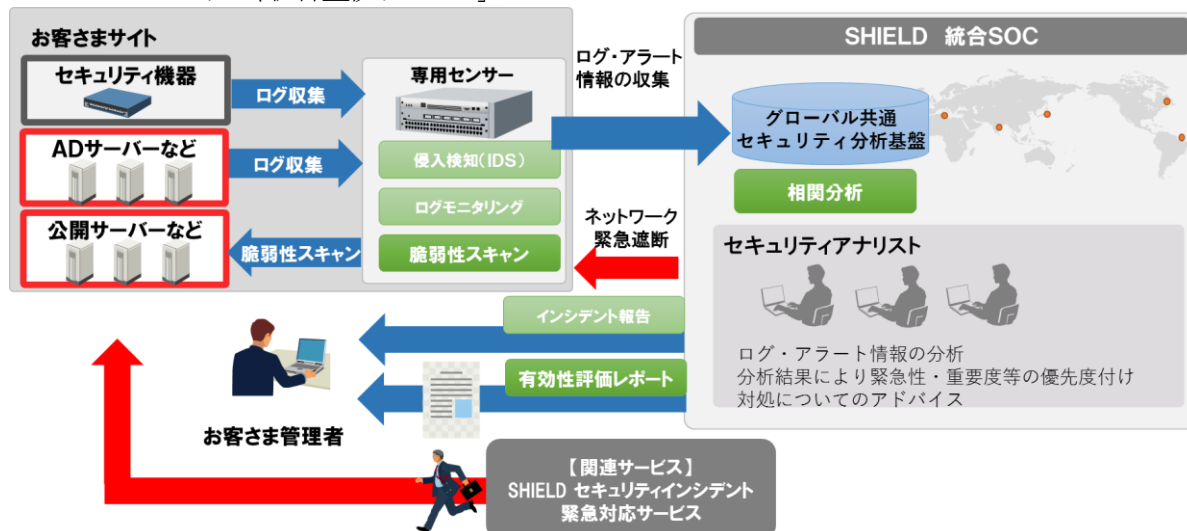 お客さまサイト
セキュリティ機器
ログ収集
ADサーバーなど
ログ収集
公開サーバーなど
脆弱性スキャン
専用センサー
侵入検知(IDS)
ログモニタリング
脆弱性スキャン
ログ・アラート
情報の収集
ネットワーク
緊急遮断
SHIELD 統合SOC
グローバル共通
セキュリティ分析基盤
相関分析
セキュリティアナリスト
ログ・アラート情報の分析
分析結果により緊急性・重要度等の優先度付け
対処についてのアドバイス
インシデント報告
有効性評価レポート
お客さま管理者
【関連サービス】
SHIELD セキュリティインシデント
緊急対応サービス